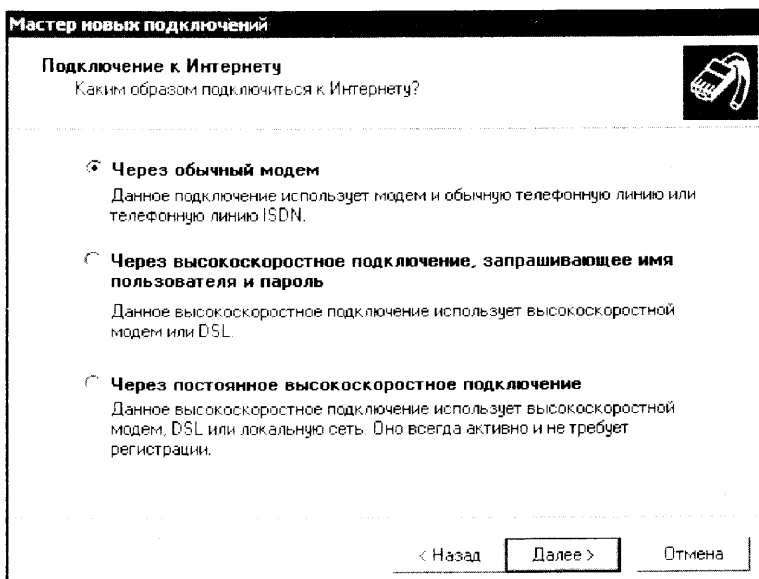 Мастер новых подключений
Подключение к Интернету
Каким образом подключиться к Интернету?
Через обычный модем
Данное подключение использует модем и обычную телефонную линию или
телефонную линию ISDN.
Через высокоскоростное подключение, запрашивающее имя
пользователя и пароль
Данное высокоскоростное подключение использует высокоскоростной
модем или DSL.
Через постоянное высокоскоростное подключение
Данное высокоскоростное подключение использует высокоскоростной
модем, DSL или локальную сеть. Оно всегда активно и не требует
регистрации.
< Назад Далее > Отмена